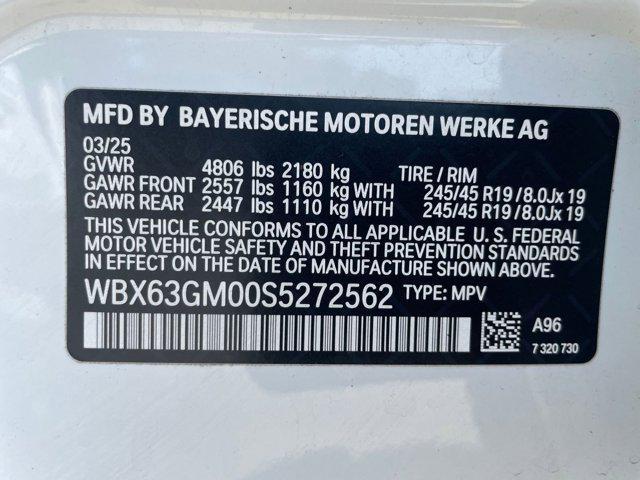 MFD BY BAYERISCHE MOTOREN WERKE AG
03/25
GVWR 4806 lbs 2180 kg TIRE / RIM
GAWR FRONT 2557 lbs 1160 kg WITH 245/45 R19 / 8.0Jx 19
GAWR REAR 2447 lbs 1110 kg WITH 245/45 R19 / 8.0Jx 19
THIS VEHICLE CONFORMS TO ALL APPLICABLE U. S. FEDERAL
MOTOR VEHICLE SAFETY AND THEFT PREVENTION STANDARDS
IN EFFECT ON THE DATE OF MANUFACTURE SHOWN ABOVE.
WBX63GM00S5272562 TYPE: MPV
A96
7 320 730